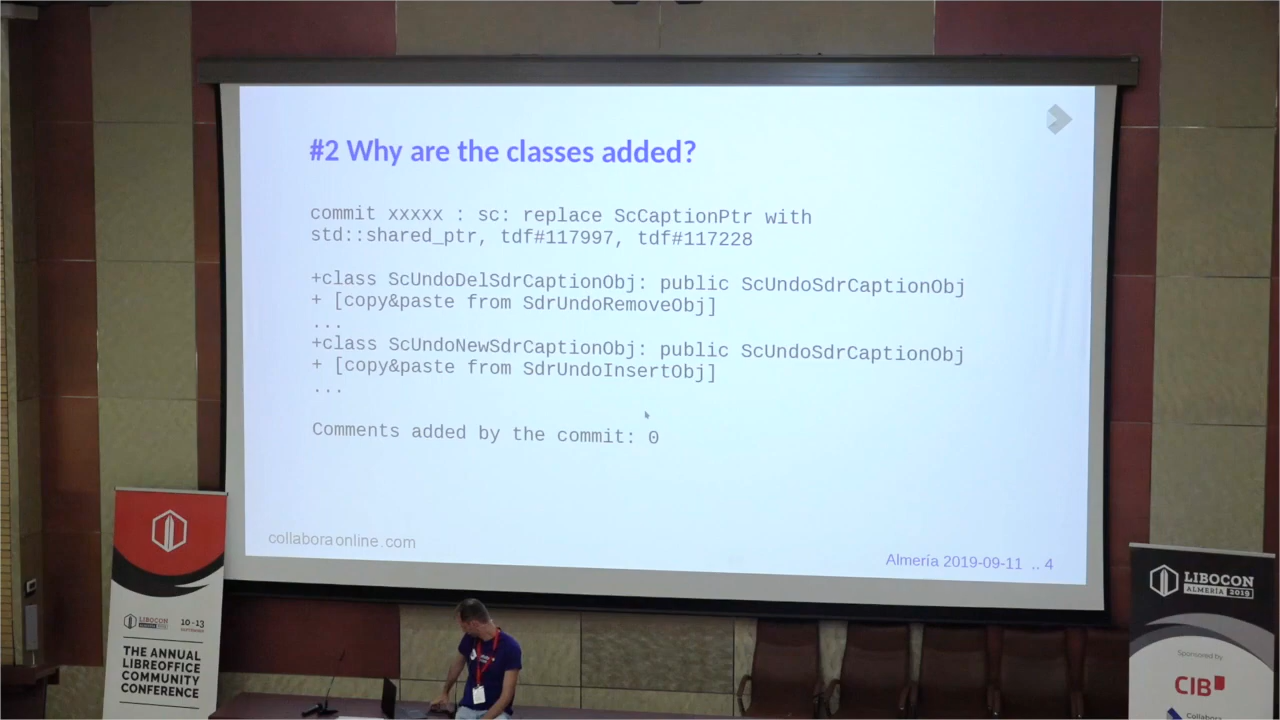 #2 Why are the classes added?
commit xxxxx : sc: replace ScCaptionPtr with
std::shared_ptr, tdf#117997, tdf#117228
+class ScUndoDelSdrCaptionObj: public ScUndoSdrCaptionObj
+ [copy&paste from SdrUndoRemoveObj]
...
+class ScUndoNewSdrCaptionObj: public ScUndoSdrCaptionObj
+ [copy&paste from SdrUndoInsertObj]
...
Comments added by the commit: 0
collaboraonline.com
Almería 2019-09-11 .. 4
LIBOCON
10-13
SEPTEMBER
THE ANNUAL
LIBREOFFICE
COMMUNITY
CONFERENCE
LIBOCON
ALMERÍA 2019
Sponsored by
CIB
Collabora